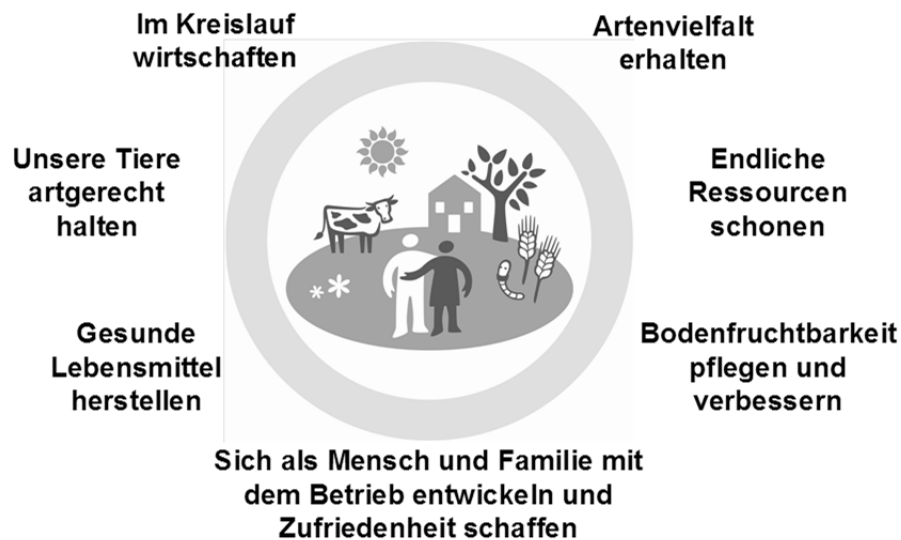 Im Kreislauf
wirtschaften
Artenvielfalt
erhalten
Unsere Tiere
artgerecht
halten
Endliche
Ressourcen
schonen
Gesunde
Lebensmittel
herstellen
Bodenfruchtbarkeit
pflegen und
verbessern
Sich als Mensch und Familie mit
dem Betrieb entwickeln und
Zufriedenheit schaffen